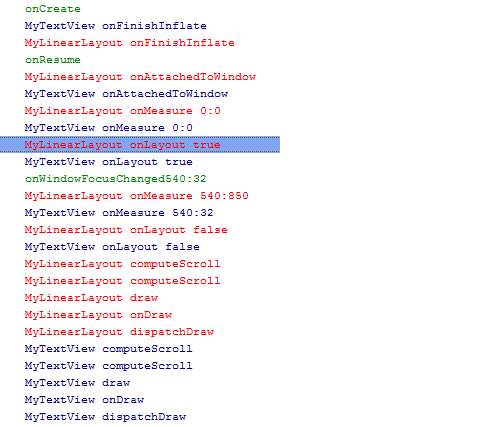 onCreate
MyTextView onFinishInflate
MyLinearLayout onFinishInflate
onResume
MyLinearLayout onAttachedToWindow
MyTextView onAttachedToWindow
MyLinearLayout onMeasure 0:0
MyTextView onMeasure 0:0
MyLinearLayout onLayout true
MyTextView onLayout true
onWindowFocusChanged540:32
MyLinearLayout onMeasure 540:850
MyTextView onMeasure 540:32
MyLinearLayout onLayout false
MyTextView onLayout false
MyLinearLayout computeScroll
MyLinearLayout computeScroll
MyLinearLayout draw
MyLinearLayout onDraw
MyLinearLayout dispatchDraw
MyTextView computeScroll
MyTextView computeScroll
MyTextView draw
MyTextView onDraw
MyTextView dispatchDraw